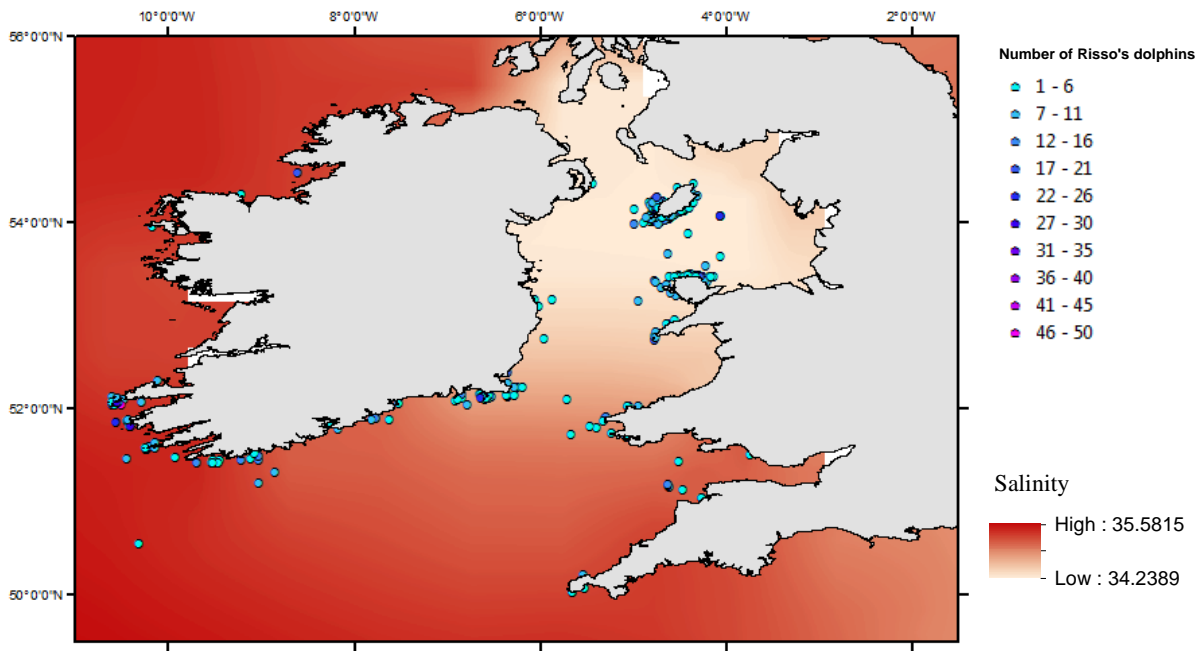 10°0'0"W 8°0'0"W 6°0'0"W 4°0'0"W 2°0'0"W
56°0'0"N
54°0'0"N
52°0'0"N
50°0'0"N
Number of Risso's dolphins
1 - 6
7 - 11
12 - 16
17 - 21
22 - 26
27 - 30
31 - 35
36 - 40
41 - 45
46 - 50
Salinity
High : 35.5815
Low : 34.2389